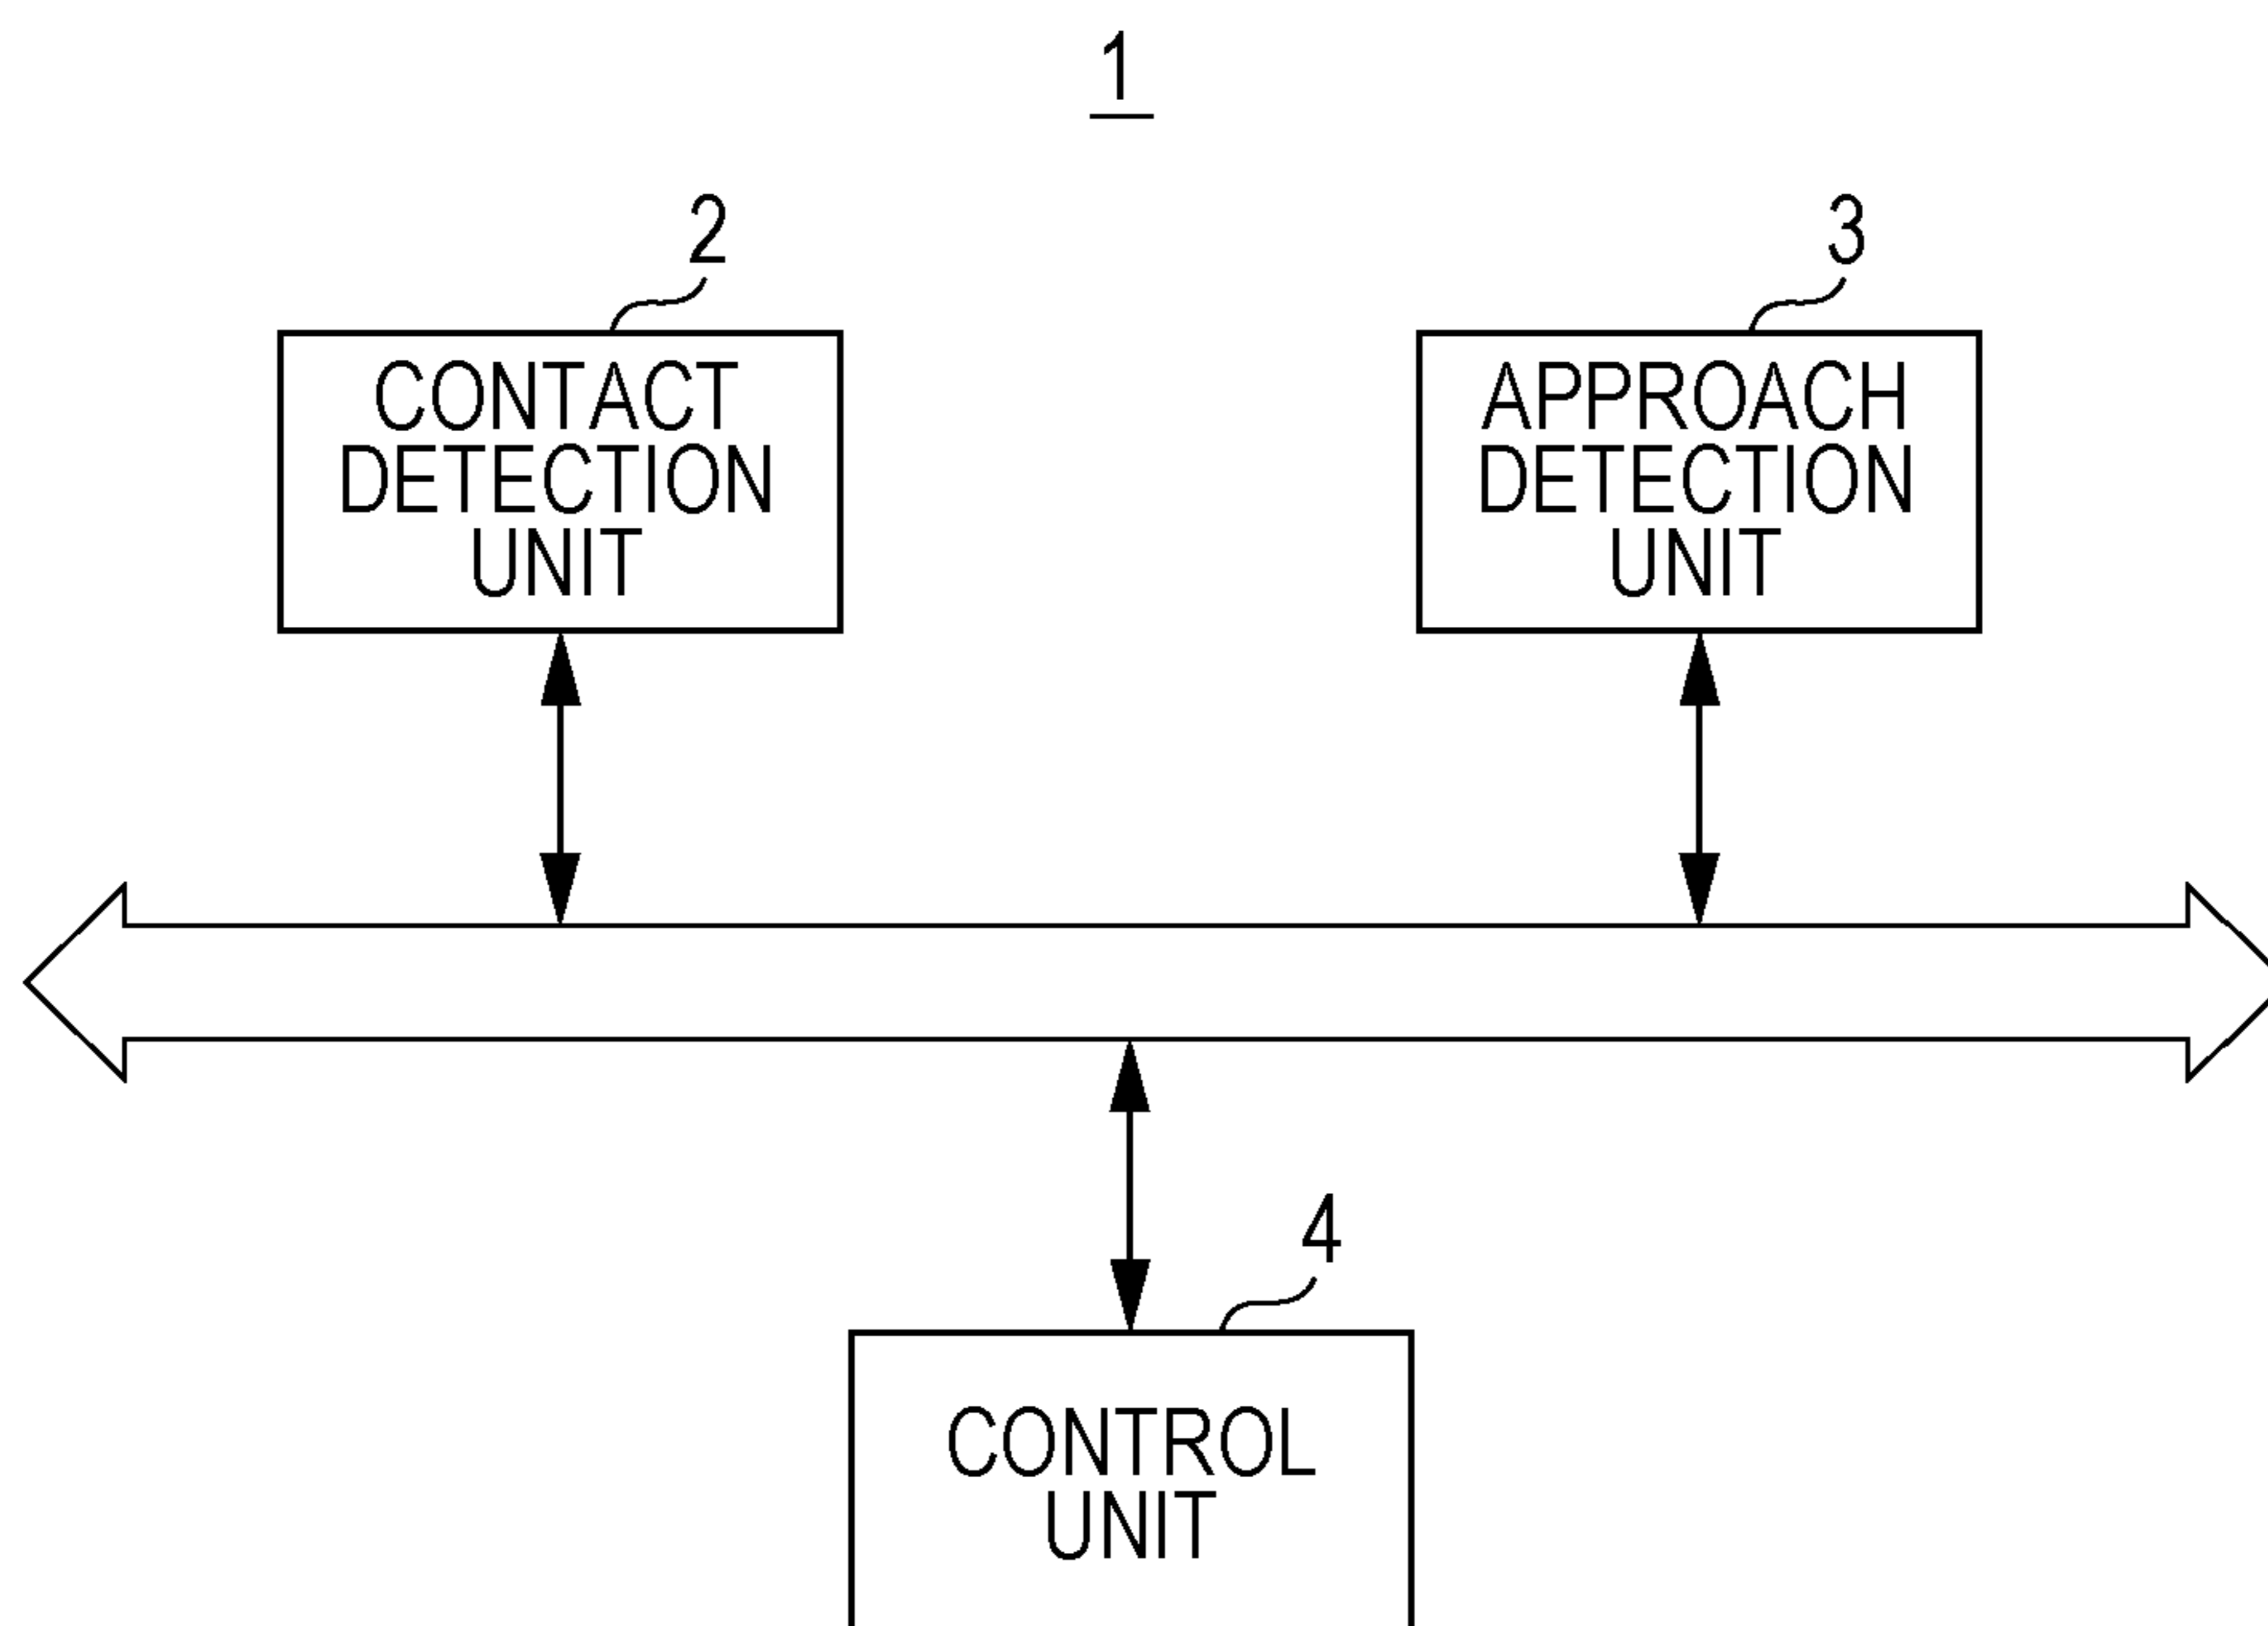 1
2
3
CONTACT
DETECTION
UNIT
APPROACH
DETECTION
UNIT
4
CONTROL
UNIT